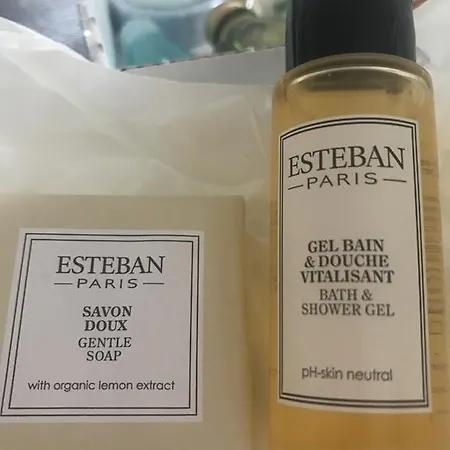 ESTEBAN
PARIS
SAVON
DOUX
GENTLE
SOAP
with organic lemon extract
ESTEBAN
PARIS
GEL BAIN
& DOUCHE
VITALISANT
BATH &
SHOWER GEL
pH-skin neutral